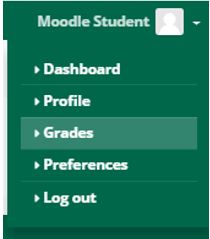 Moodle Student
Dashboard
Profile
Grades
Preferences
Log out